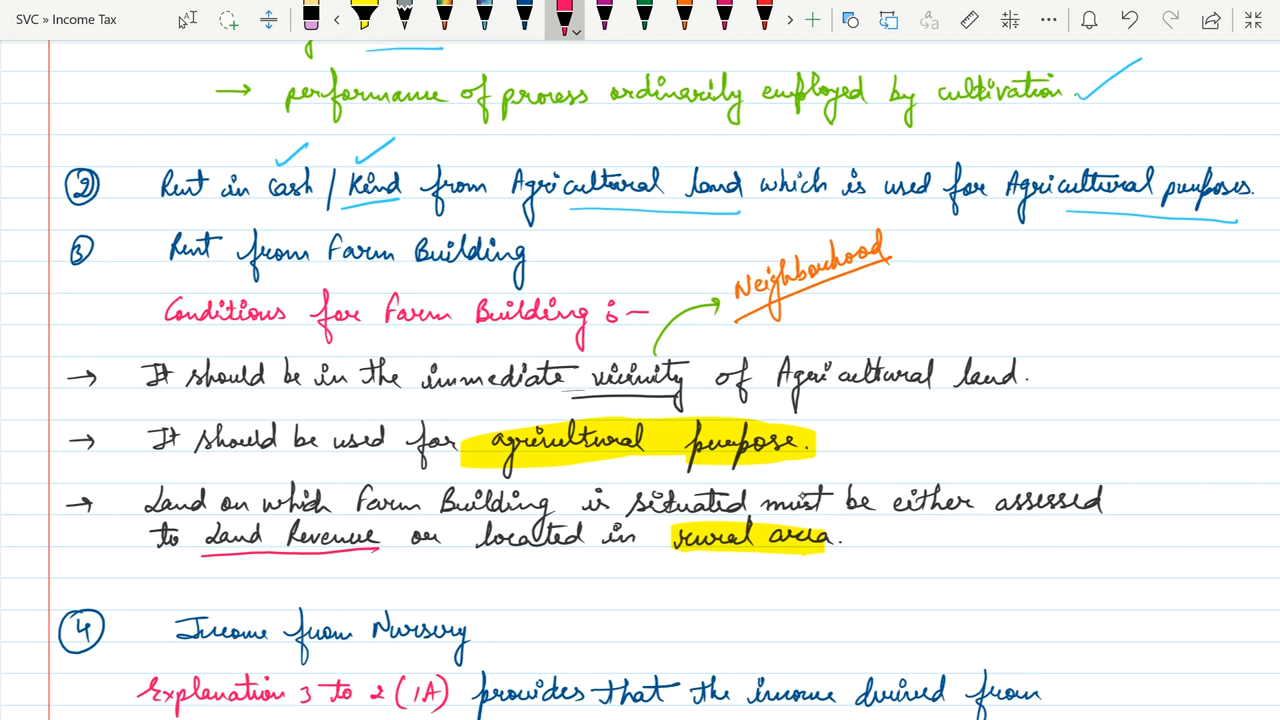 SVC » Income Tax
→ performance of process ordinarily employed by cultivation
② Rent in cash / Kind from Agricultural land which is used for Agricultural purposes.
③ Rent from Farm Building
Neighbourhood
Conditions for Farm Building :-
→ It should be in the immediate vicinity of Agricultural land.
→ It should be used for agricultural purpose.
→ Land on which Farm Building is situated must be either assessed
to Land Revenue or located in rural area.
④ Income from Nursery
Explanation 3 to 2(1A) provides that the income drived from